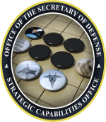 OFFICE OF THE SECRETARY OF DEFENSE
STRATEGIC CAPABILITIES OFFICE